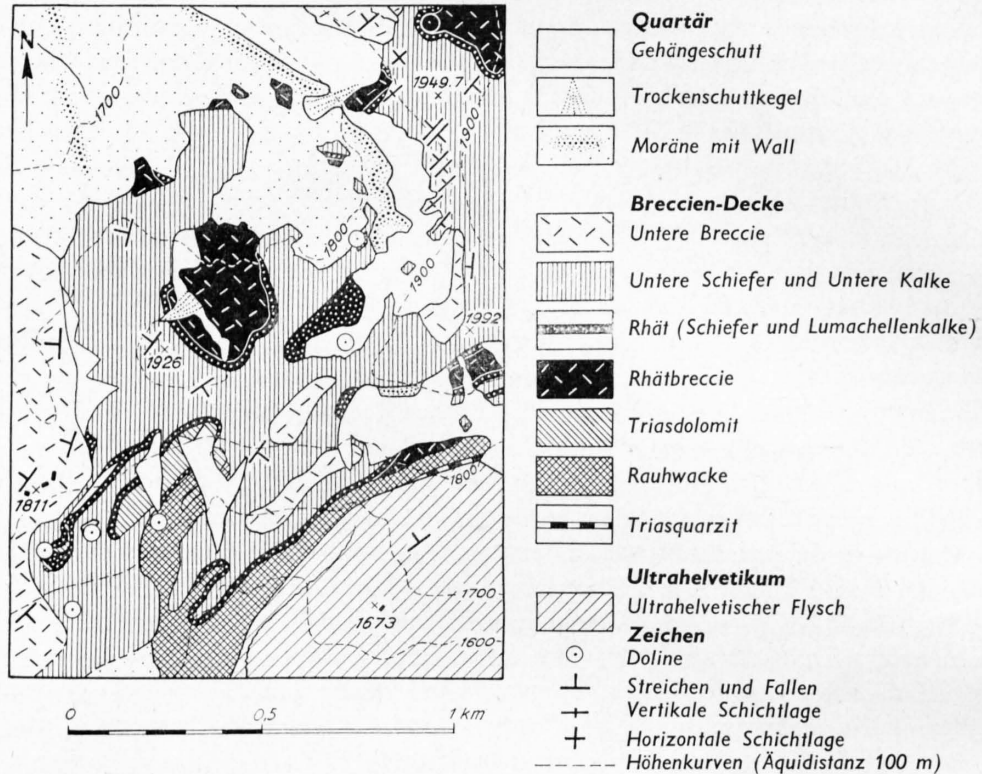 N
1700
1949.7
1900
1800
1900
1992
1926
1811
1800
1673
1700
1600
0 0,5 1 km
Quartär
Gehängeschutt
Trockenschuttkegel
Moräne mit Wall
Breccien-Decke
Untere Breccie
Untere Schiefer und Untere Kalke
Rhät (Schiefer und Lumachellenkalke)
Rhätbreccie
Triasdolomit
Rauhwacke
Triasquarzit
Ultrahelvetikum
Ultrahelvetischer Flysch
Zeichen
Doline
Streichen und Fallen
Vertikale Schichtlage
Horizontale Schichtlage
Höhenkurven (Äquidistanz 100 m)